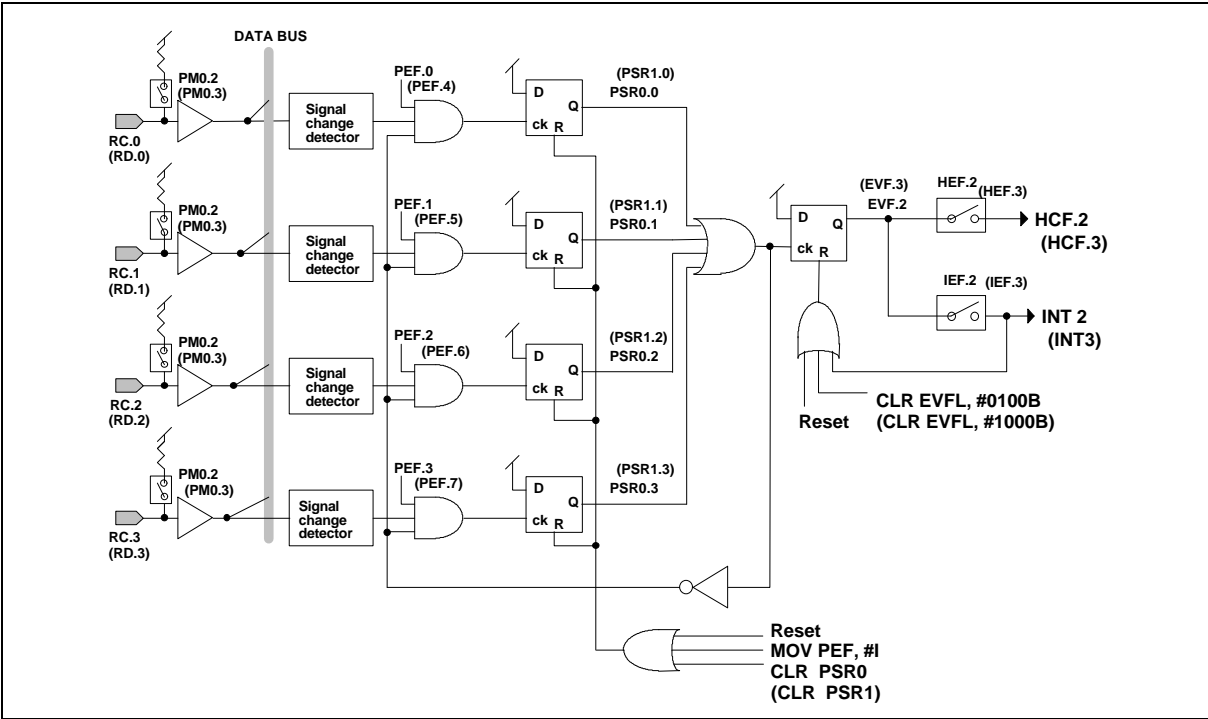 DATA BUS
PM0.2
(PM0.3)
RC.0
(RD.0)
Signal
change
detector
PEF.0
(PEF.4)
D
Q
ck
R
(PSR1.0)
PSR0.0
PM0.2
(PM0.3)
RC.1
(RD.1)
Signal
change
detector
PEF.1
(PEF.5)
D
Q
ck
R
(PSR1.1)
PSR0.1
PM0.2
(PM0.3)
RC.2
(RD.2)
Signal
change
detector
PEF.2
(PEF.6)
D
Q
ck
R
(PSR1.2)
PSR0.2
PM0.2
(PM0.3)
RC.3
(RD.3)
Signal
change
detector
PEF.3
(PEF.7)
D
Q
ck
R
(PSR1.3)
PSR0.3
D
Q
ck R
(EVF.3)
EVF.2
HEF.2 (HEF.3)
HCF.2
(HCF.3)
IEF.2 (IEF.3)
INT 2
(INT3)
CLR EVFL, #0100B
Reset (CLR EVFL, #1000B)
Reset
MOV PEF, #I
CLR PSR0
(CLR PSR1)